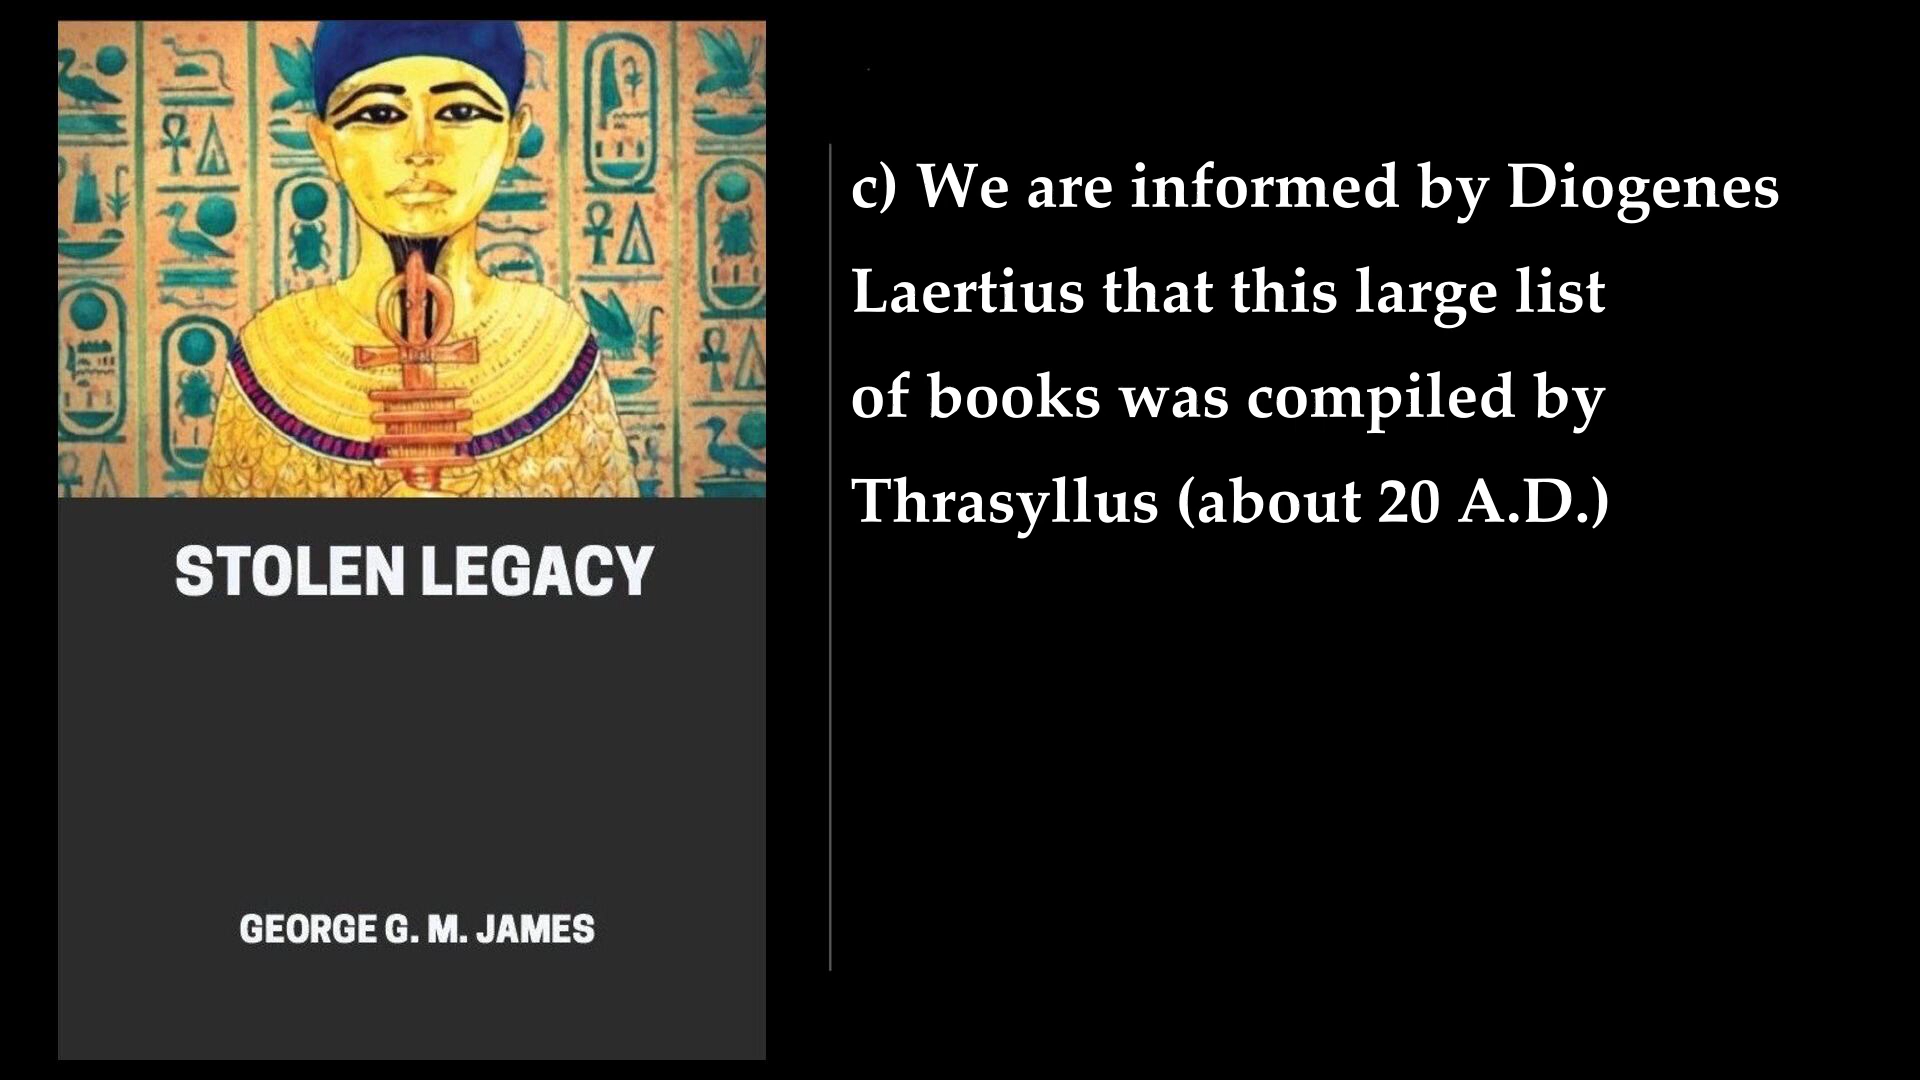 STOLEN LEGACY
GEORGE G. M. JAMES
c) We are informed by Diogenes
Laertius that this large list
of books was compiled by
Thrasyllus (about 20 A.D.)